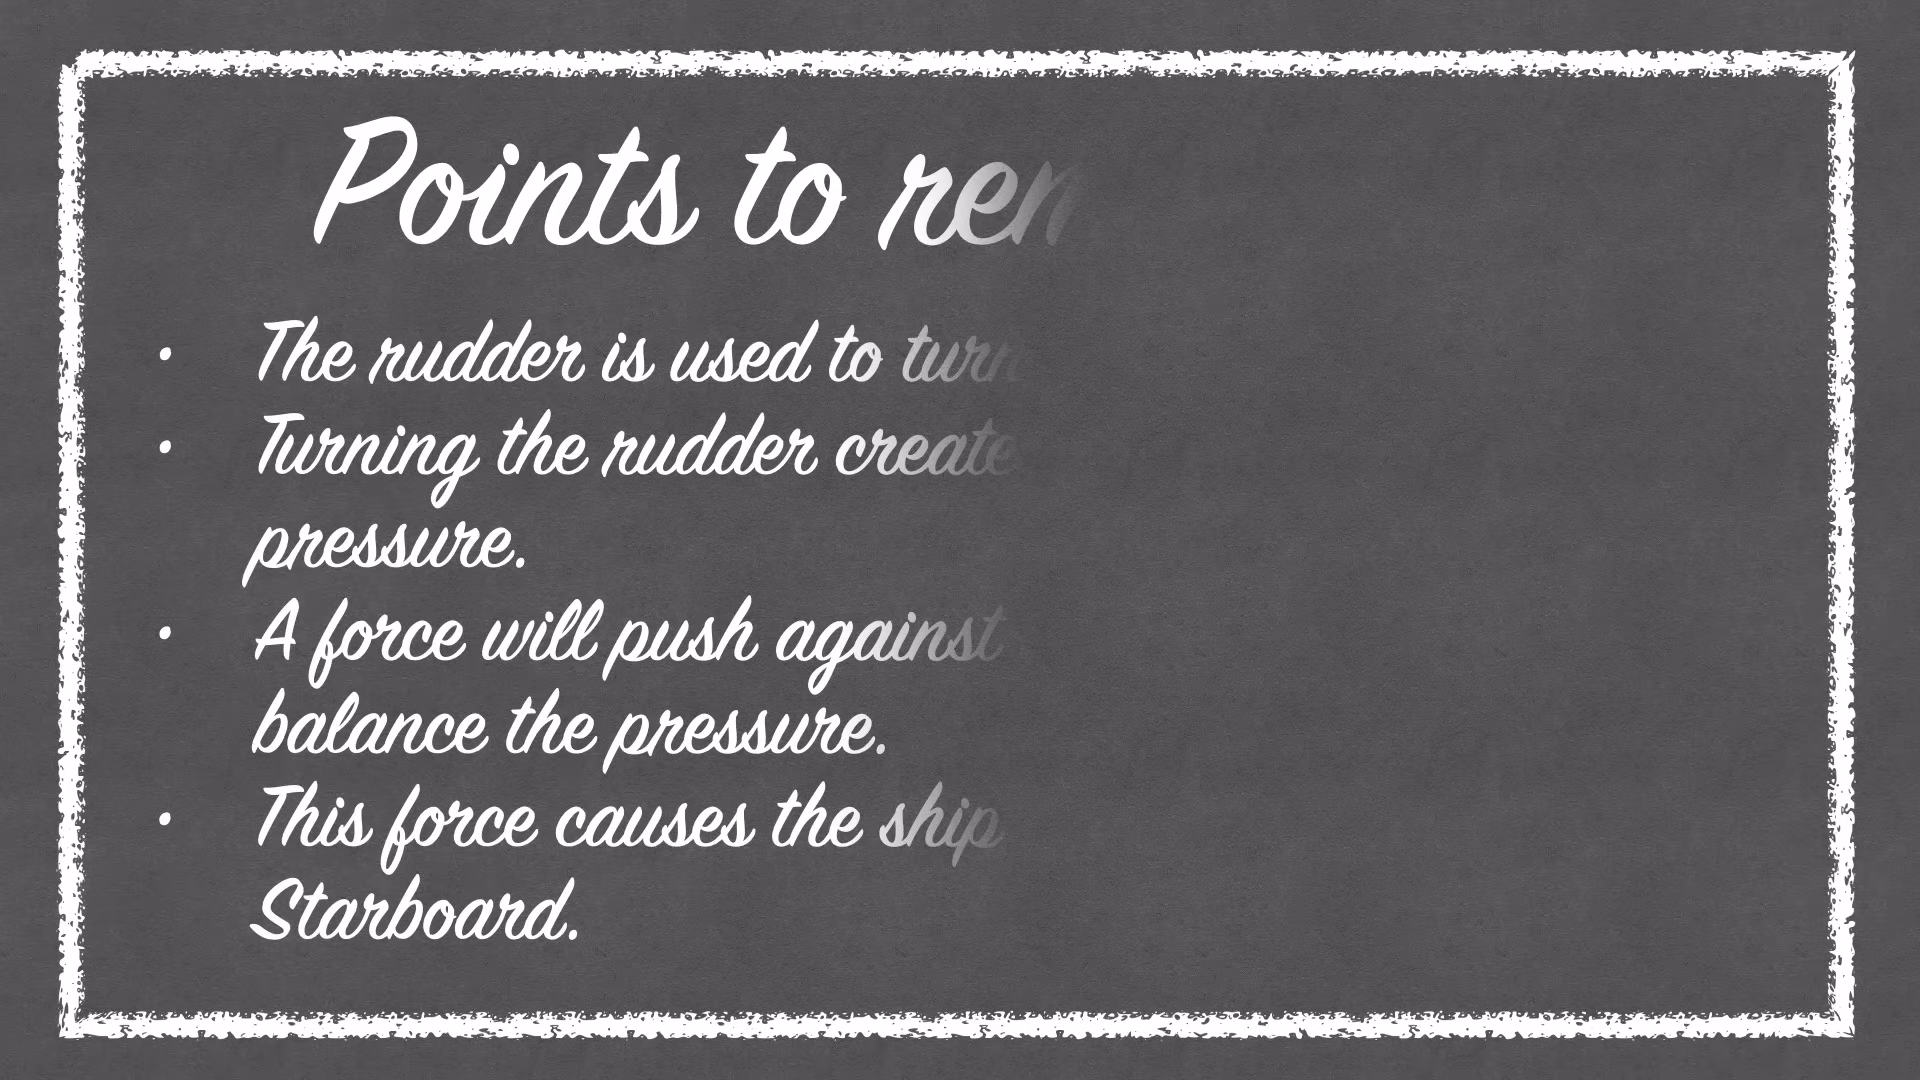 Points to
• The rudder is used to turn
• Turning the rudder create
pressure.
• A force will push against
balance the pressure.
• This force causes the ship
Starboard.